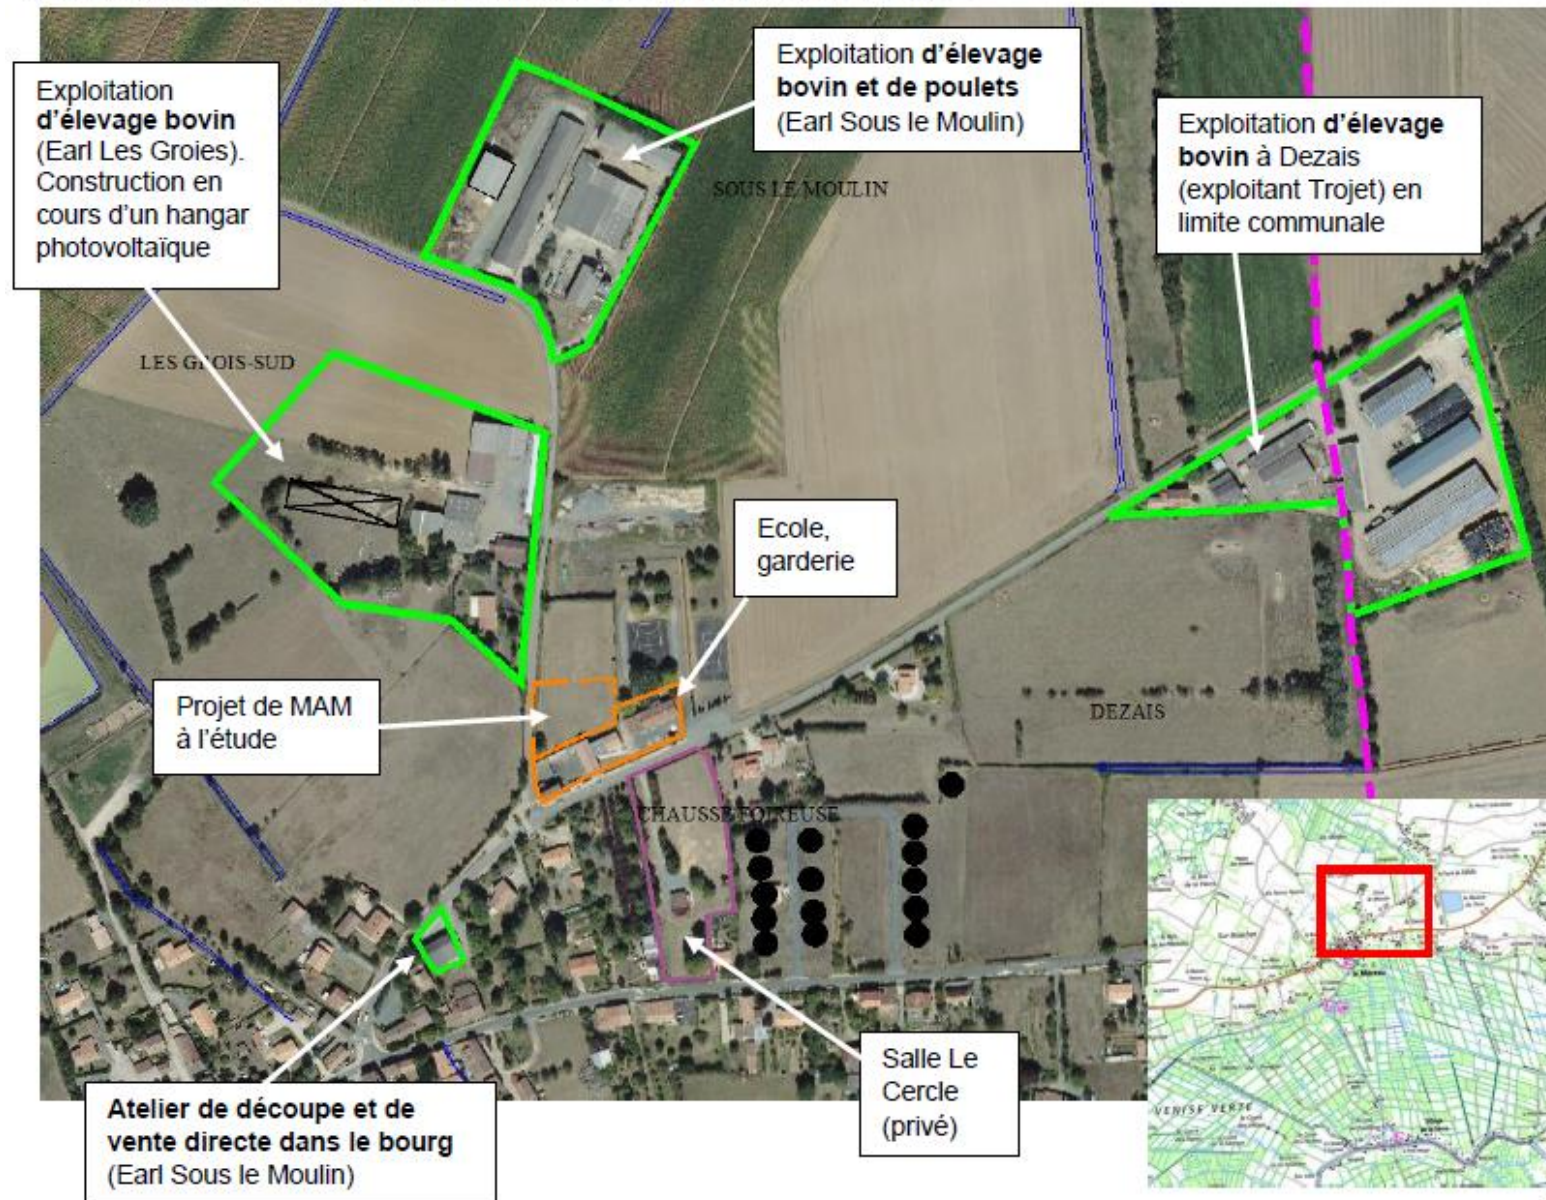 Exploitation
d'élevage bovin
(Earl Les Groies).
Construction en
cours d'un hangar
photovoltaïque
Exploitation d'élevage
bovin et de poulets
(Earl Sous le Moulin)
Exploitation d'élevage
bovin à Dezais
(exploitant Trojet) en
limite communale
SOUS LE MOULIN
LES GROIS-SUD
Ecole,
garderie
Projet de MAM
à l'étude
DEZAIS
CHAUSSE FOIREUSE
Salle Le
Cercle
(privé)
Atelier de découpe et de
vente directe dans le bourg
(Earl Sous le Moulin)
VENISE VERTE